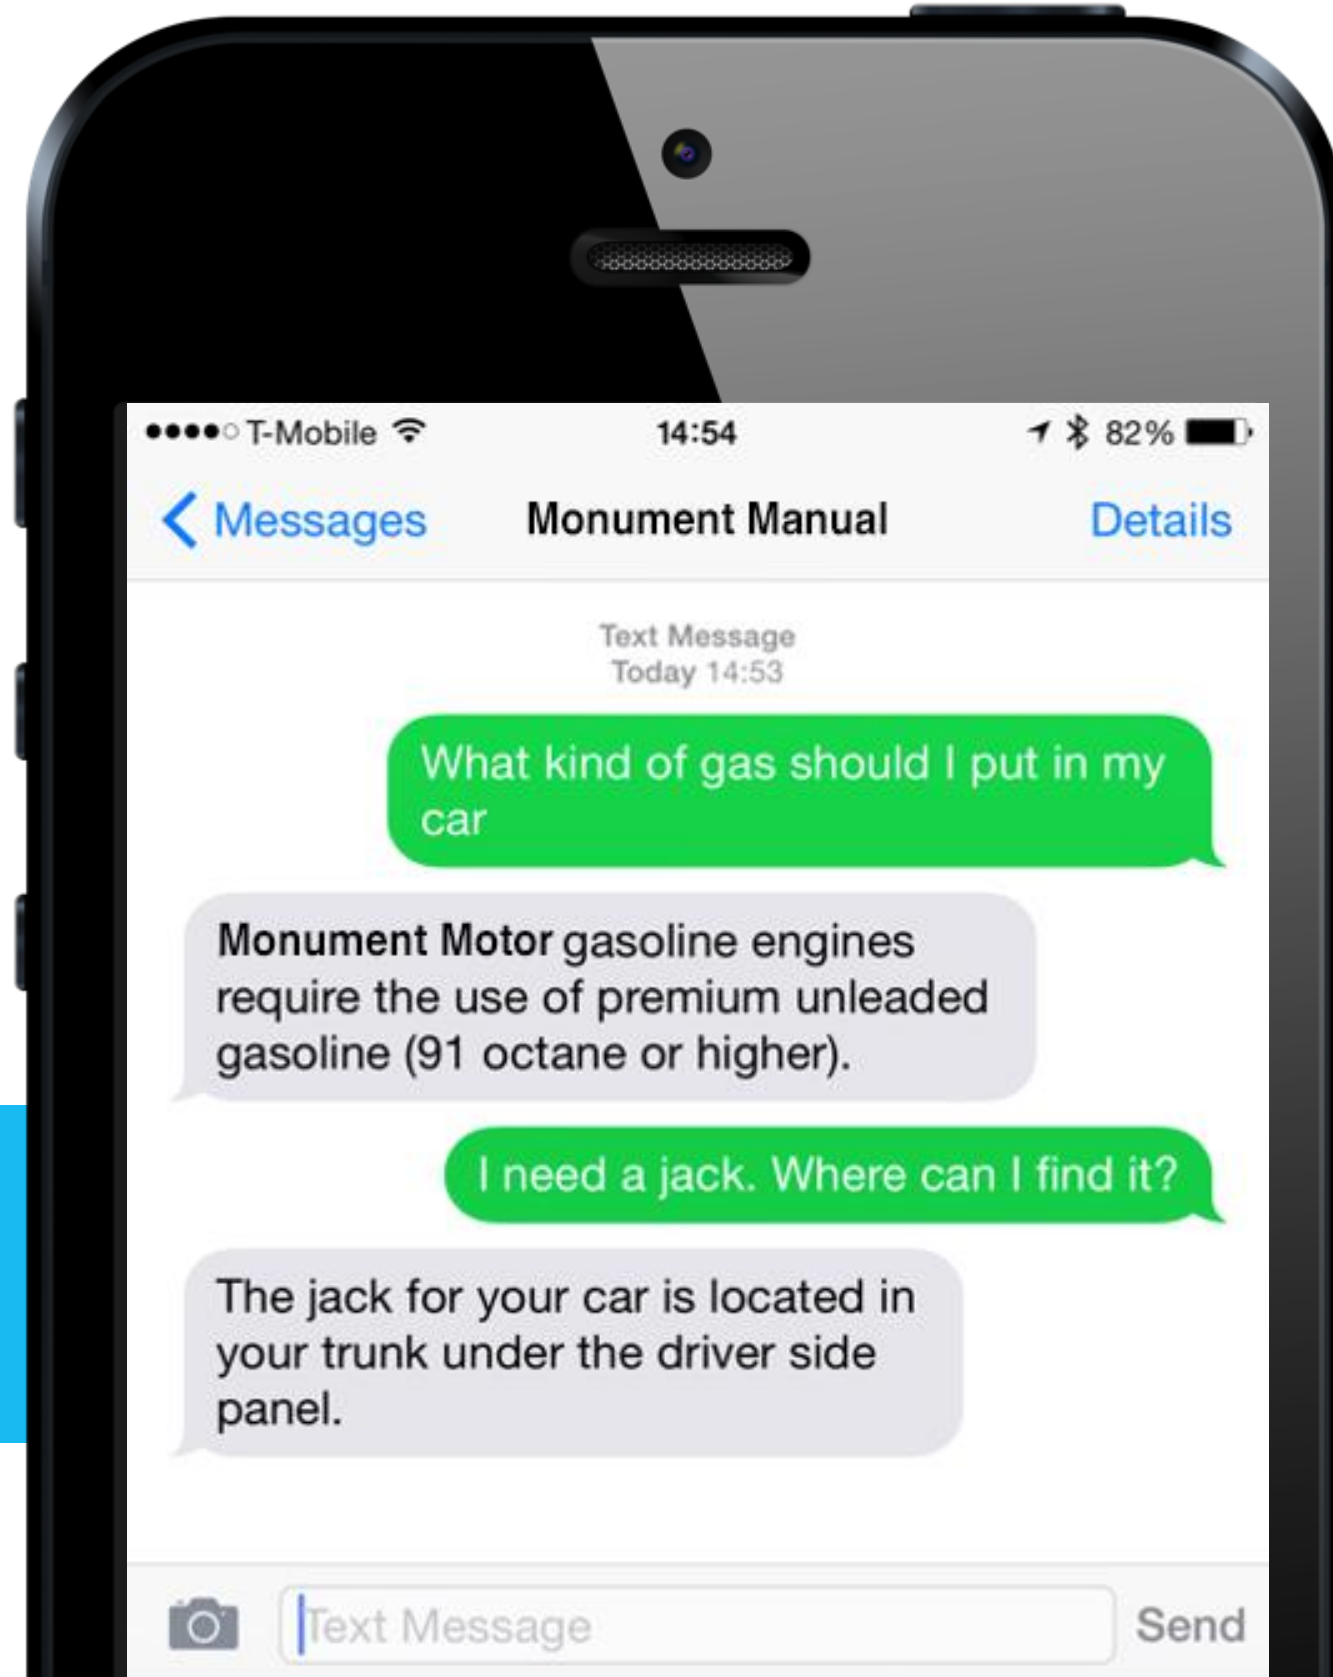 T-Mobile 14:54 82%
Messages Monument Manual Details
Text Message
Today 14:53
What kind of gas should I put in my
car
Monument Motor gasoline engines
require the use of premium unleaded
gasoline (91 octane or higher).
I need a jack. Where can I find it?
The jack for your car is located in
your trunk under the driver side
panel.
Text Message Send